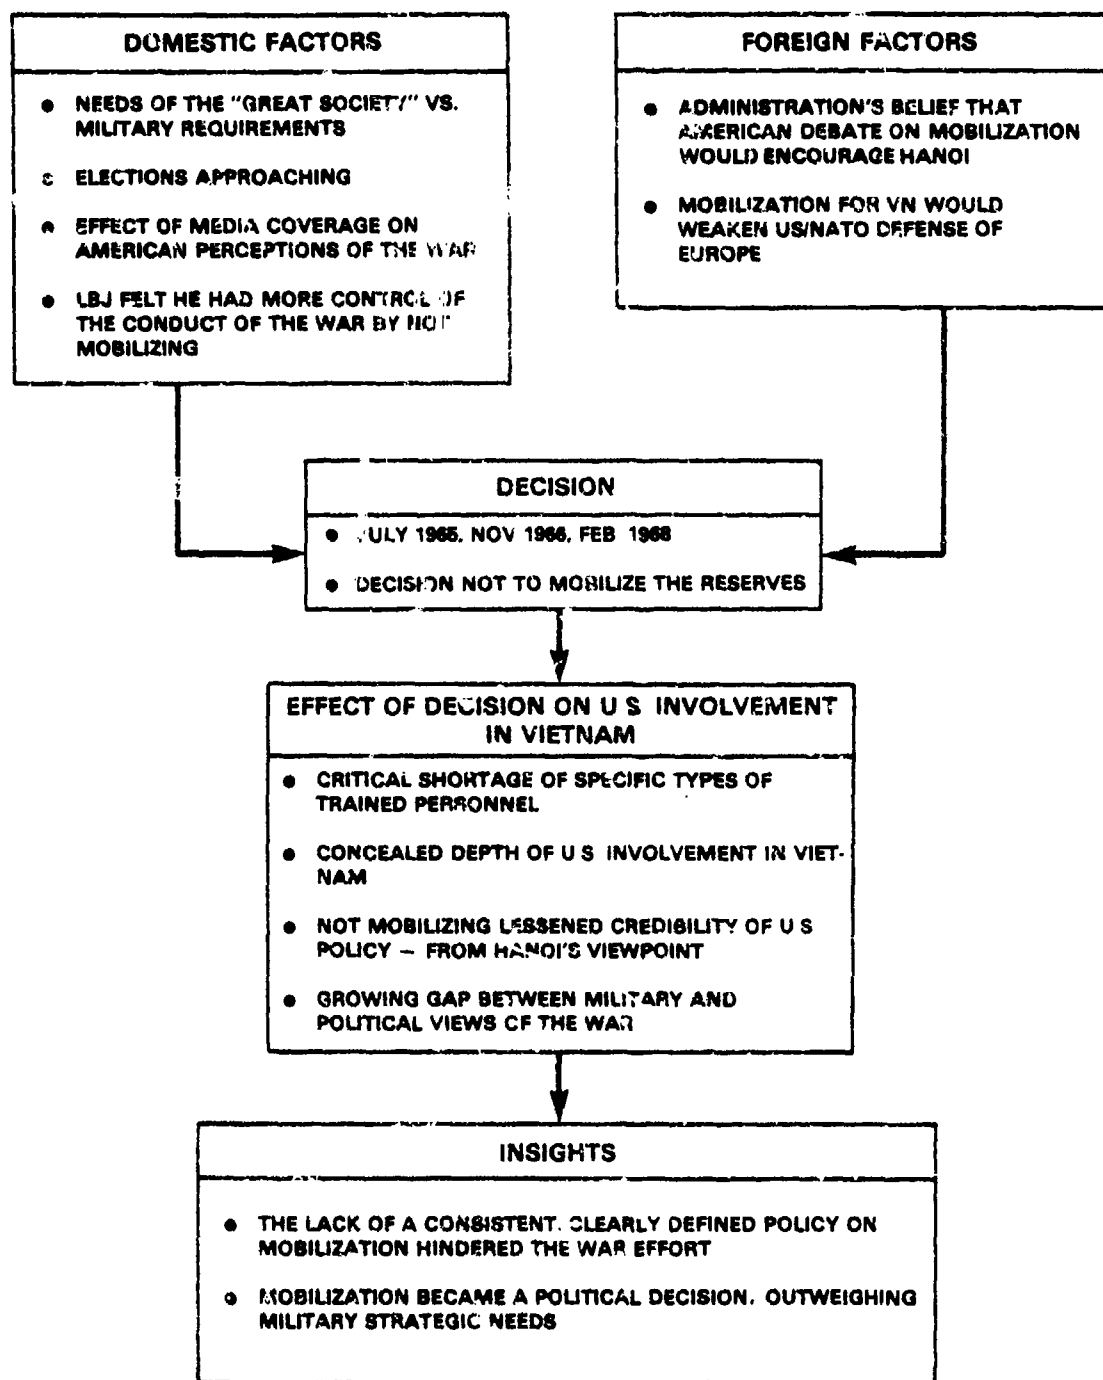 DOMESTIC FACTORS
● NEEDS OF THE "GREAT SOCIETY" VS.
MILITARY REQUIREMENTS
● ELECTIONS APPROACHING
● EFFECT OF MEDIA COVERAGE ON
AMERICAN PERCEPTIONS OF THE WAR
● LBJ FELT HE HAD MORE CONTROL OF
THE CONDUCT OF THE WAR BY NOT
MOBILIZING
FOREIGN FACTORS
● ADMINISTRATION'S BELIEF THAT
AMERICAN DEBATE ON MOBILIZATION
WOULD ENCOURAGE HANOI
● MOBILIZATION FOR VN WOULD
WEAKEN US/NATO DEFENSE OF
EUROPE
DECISION
● JULY 1965, NOV 1966, FEB 1968
● DECISION NOT TO MOBILIZE THE RESERVES
EFFECT OF DECISION ON U S INVOLVEMENT
IN VIETNAM
● CRITICAL SHORTAGE OF SPECIFIC TYPES OF
TRAINED PERSONNEL
● CONCEALED DEPTH OF U S INVOLVEMENT IN VIET-
NAM
● NOT MOBILIZING LESSENED CREDIBILITY OF U S
POLICY – FROM HANOI'S VIEWPOINT
● GROWING GAP BETWEEN MILITARY AND
POLITICAL VIEWS OF THE WAR
INSIGHTS
● THE LACK OF A CONSISTENT, CLEARLY DEFINED POLICY ON
MOBILIZATION HINDERED THE WAR EFFORT
● MOBILIZATION BECAME A POLITICAL DECISION, OUTWEIGHING
MILITARY STRATEGIC NEEDS